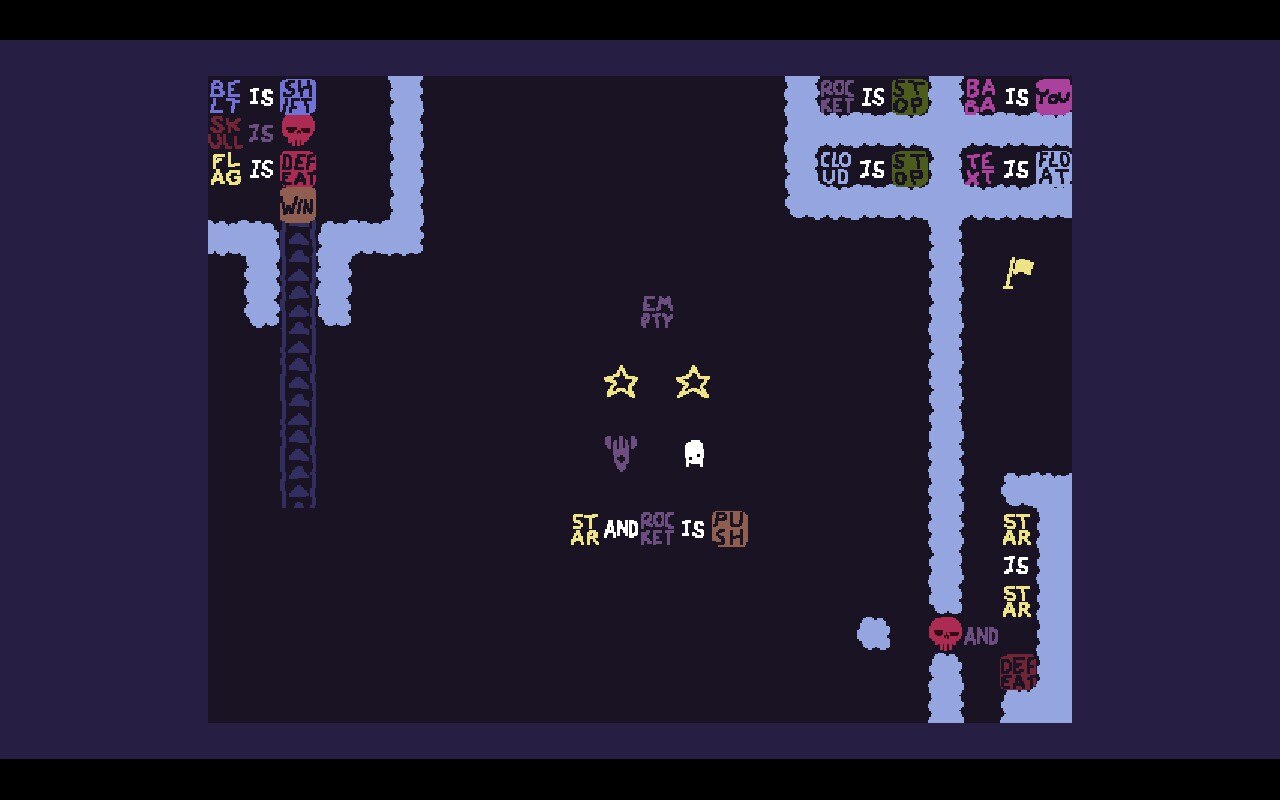 BELT IS SHIFT
ROCKET IS STOP
BABA IS YOU
SKULL IS
FLAG IS DEFEAT
CLOUD IS STOP
TEXT IS FLOAT
WIN
EMPTY
STAR AND ROCKET IS PUSH
STAR
IS
STAR
AND
DEFEAT